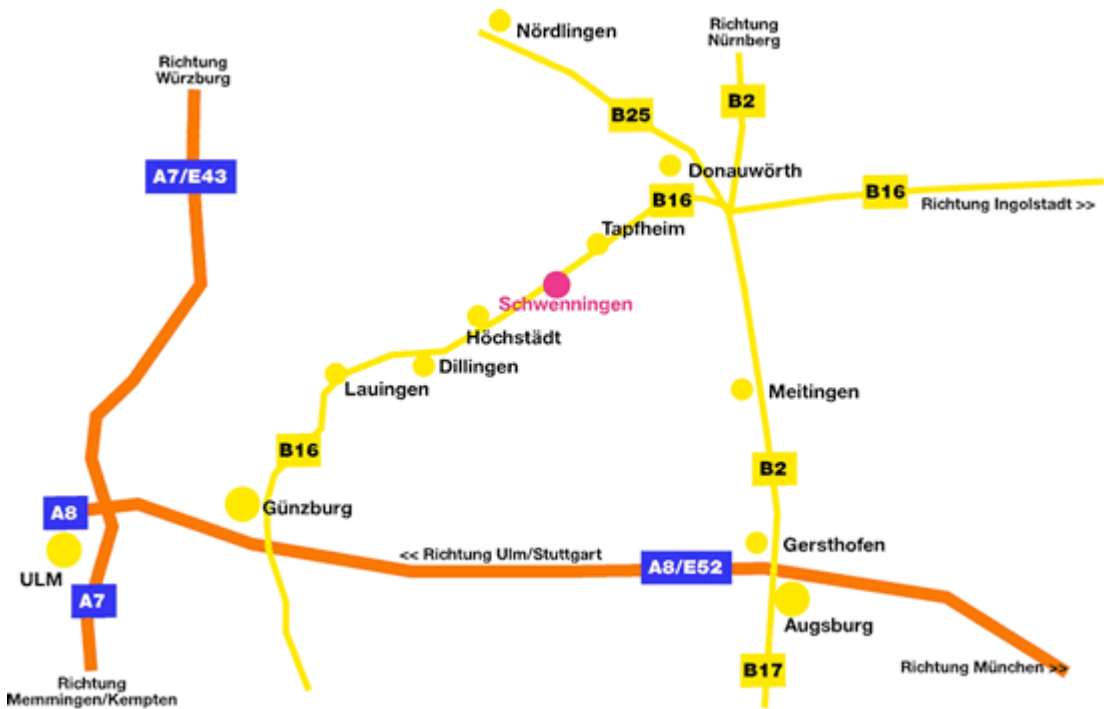 Nördlingen
Richtung
Nürnberg
Richtung
Würzburg
B2
B25
A7/E43
Donauwörth
B16
B16
Richtung Ingolstadt >>
Tapfheim
Schwenningen
Höchstädt
Dillingen
Lauingen
Meitingen
B16
B2
Günzburg
A8
Gersthofen
<< Richtung Ulm/Stuttgart
A8/E52
ULM
A7
Augsburg
B17
Richtung München >>
Richtung
Memmingen/Kempten